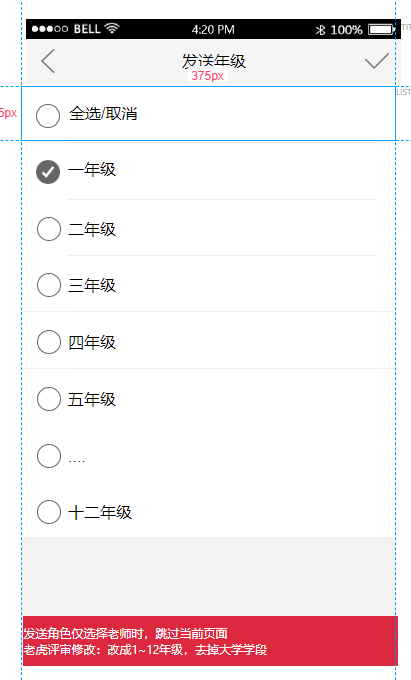 BELL 4:20 PM 100%
发送年级
375px
全选/取消
一年级
二年级
三年级
四年级
五年级
....
十二年级
发送角色仅选择老师时，跳过当前页面
老虎评审修改：改成1~12年级，去掉大学学段